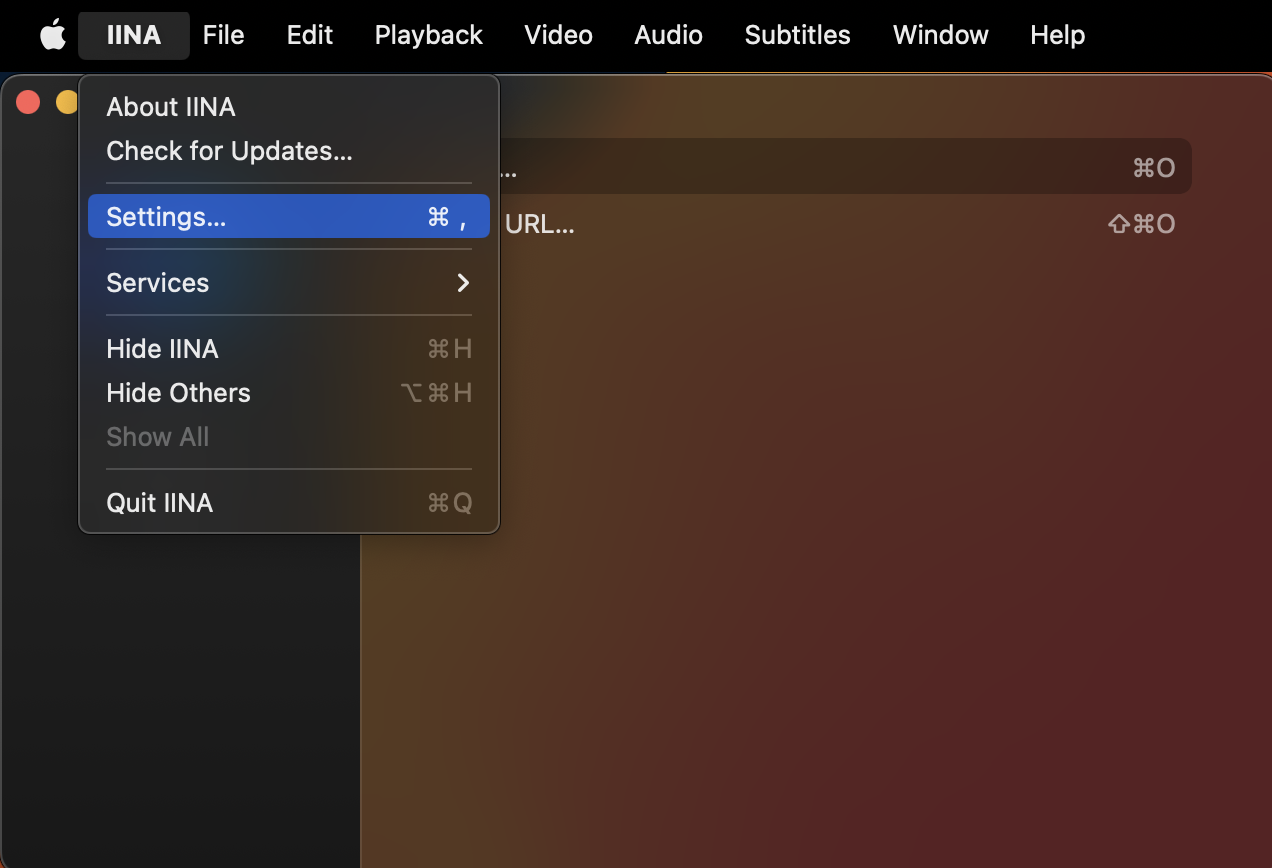 IINA File Edit Playback Video Audio Subtitles Window Help
About IINA
Check for Updates...
Settings... ⌘ ,
Services
Hide IINA ⌘H
Hide Others ⌥⌘H
Show All
Quit IINA ⌘Q
... ⌘O
URL... ⇧⌘O